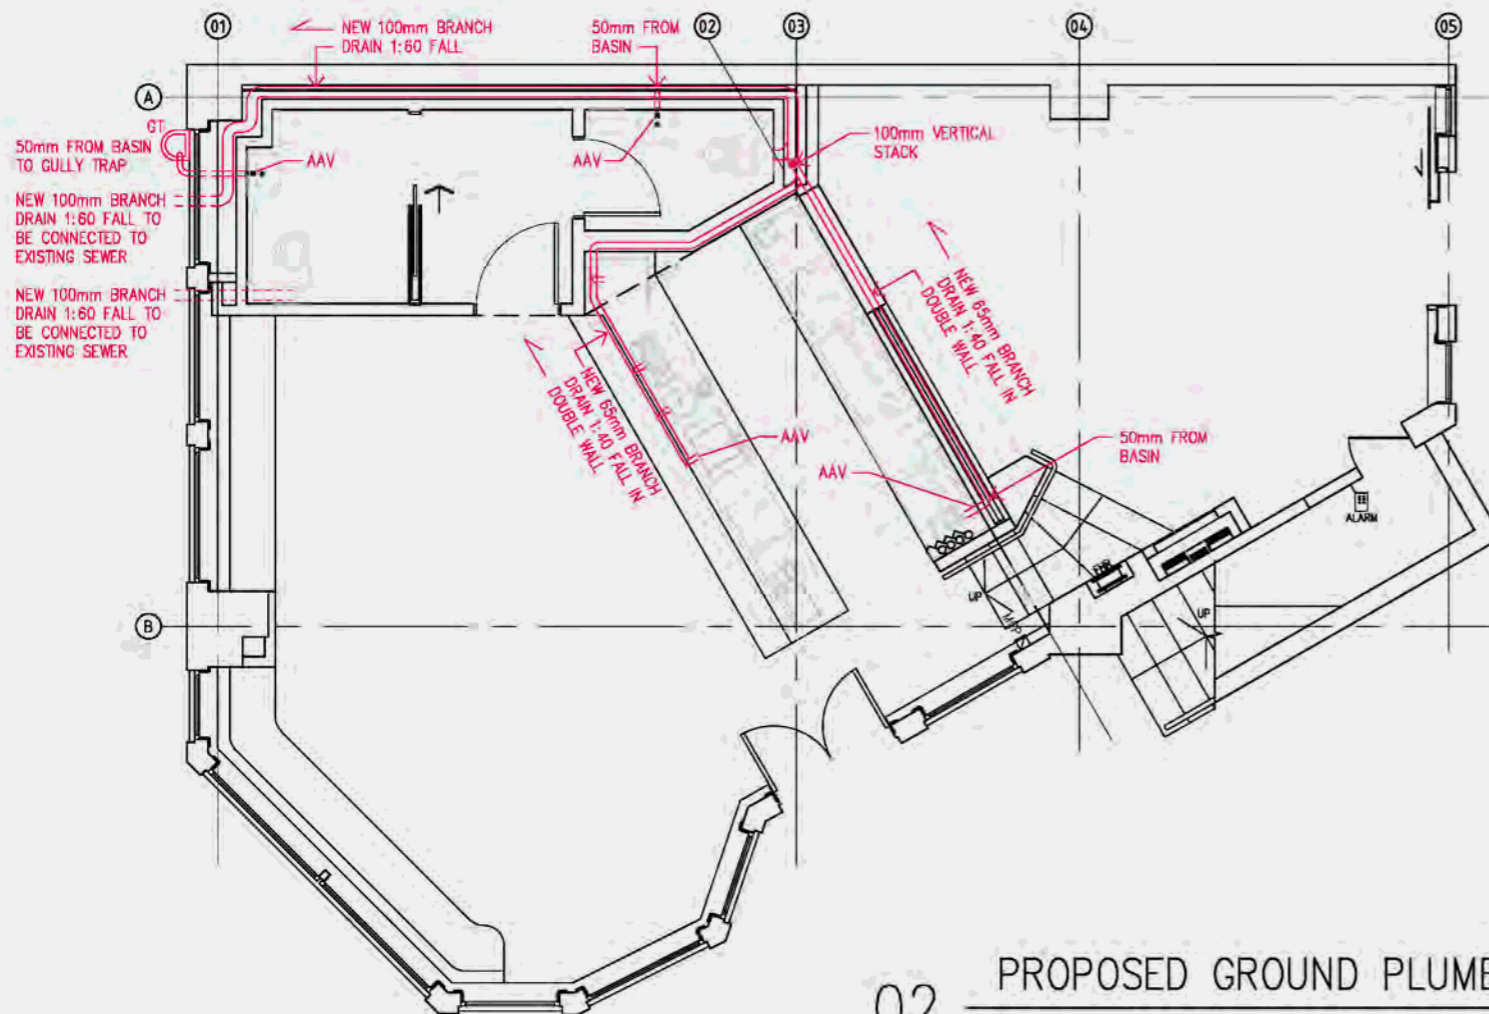 01
NEW 100mm BRANCH
DRAIN 1:60 FALL
50mm FROM
BASIN
02
03
04
05
A
GT
50mm FROM BASIN
TO GULLY TRAP
AAV
AAV
100mm VERTICAL
STACK
NEW 100mm BRANCH
DRAIN 1:60 FALL TO
BE CONNECTED TO
EXISTING SEWER
NEW 100mm BRANCH
DRAIN 1:60 FALL TO
BE CONNECTED TO
EXISTING SEWER
NEW 65mm BRANCH
DRAIN 1:40 FALL IN
DOUBLE WALL
NEW 65mm BRANCH
DRAIN 1:40 FALL IN
DOUBLE WALL
AAV
AAV
50mm FROM
BASIN
ALARM
FHR
UP
UP
B
PROPOSED GROUND PLUMB
02